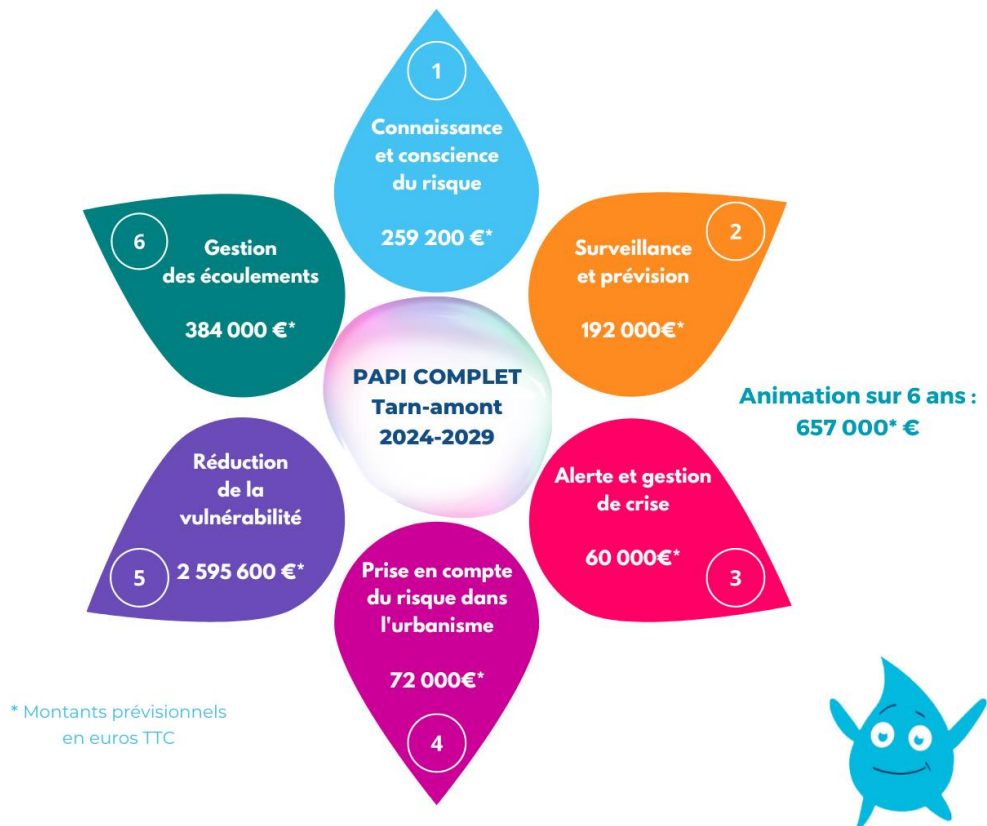 1
Connaissance
et conscience
du risque
259 200 €*
2
Surveillance
et prévision
192 000€*
3
Alerte et gestion
de crise
60 000€*
4
Prise en compte
du risque dans
l'urbanisme
72 000€*
5
Réduction
de la
vulnérabilité
2 595 600 €*
6
Gestion
des écoulements
384 000 €*
PAPI COMPLET
Tarn-amont
2024-2029
Animation sur 6 ans :
657 000* €
* Montants prévisionnels
en euros TTC